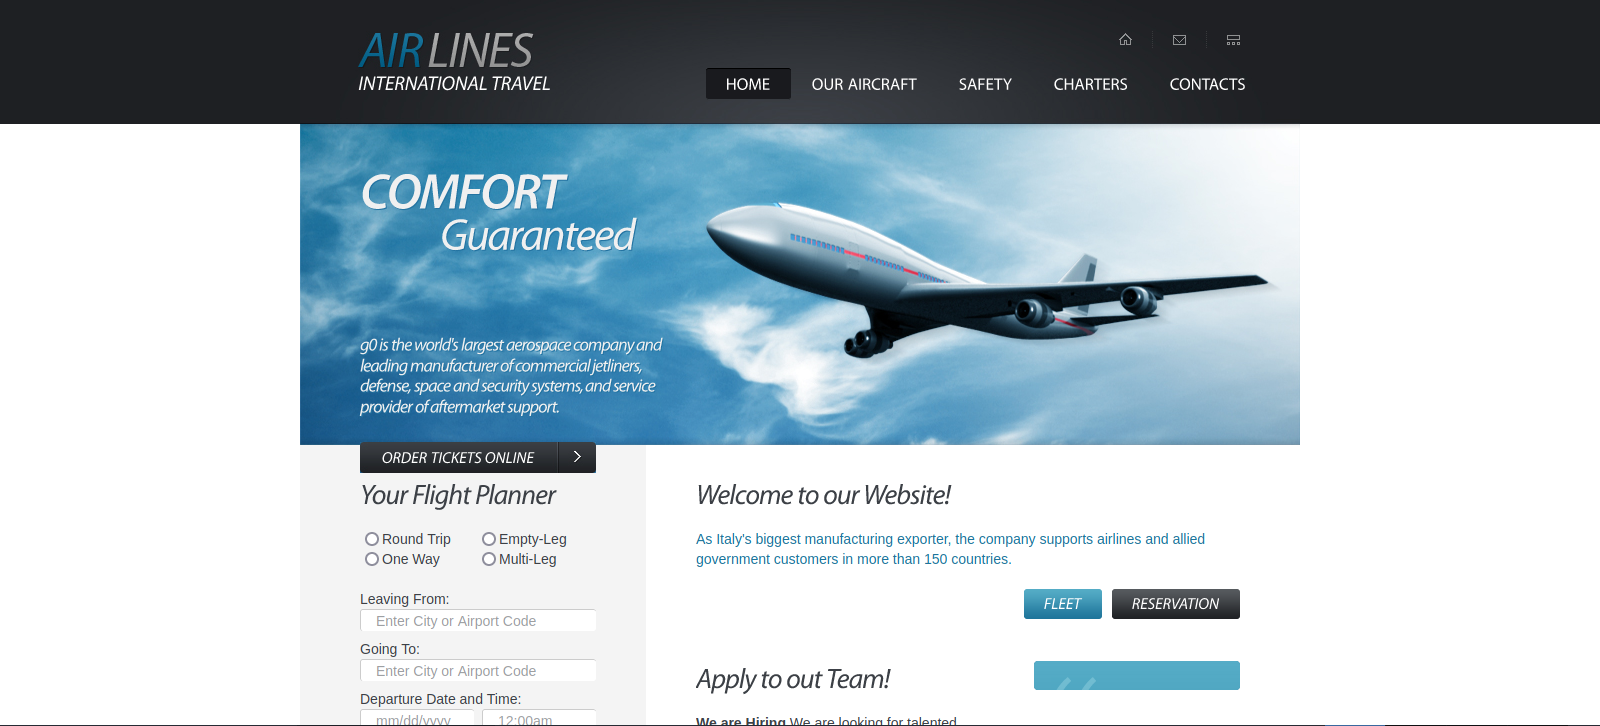 AIR LINES
INTERNATIONAL TRAVEL
HOME OUR AIRCRAFT SAFETY CHARTERS CONTACTS
COMFORT
Guaranteed
g0 is the world's largest aerospace company and
leading manufacturer of commercial jetliners,
defense, space and security systems, and service
provider of aftermarket support.
ORDER TICKETS ONLINE
Your Flight Planner
Round Trip Empty-Leg
One Way Multi-Leg
Leaving From:
Enter City or Airport Code
Going To:
Enter City or Airport Code
Departure Date and Time:
mm/dd/yyyy 12:00am
Welcome to our Website!
As Italy's biggest manufacturing exporter, the company supports airlines and allied
government customers in more than 150 countries.
FLEET RESERVATION
Apply to out Team!
We are Hiring We are looking for talented